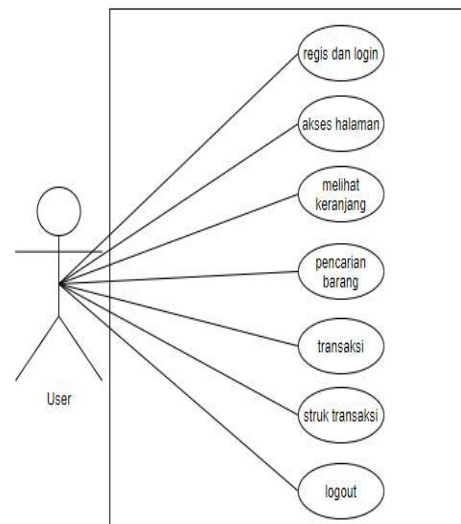 regis dan login
akses halaman
melihat
keranjang
pencarian
barang
transaksi
struk transaksi
logout
User